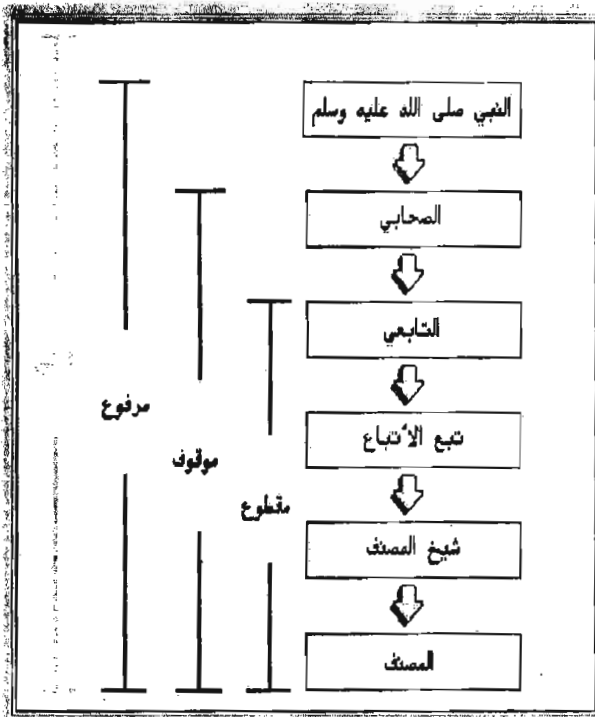 النبي صلى الله عليه وسلم
الصحابي
التابعي
تبع الأتباع
شيخ المصنف
المصنف
مرفوع
موقوف
مقطوع